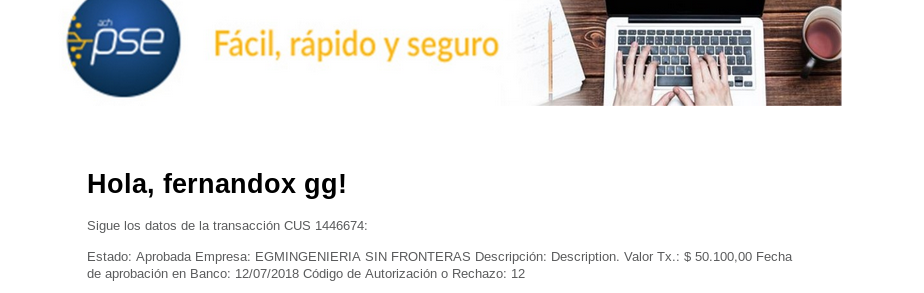 ach
pse
Fácil, rápido y seguro
Hola, fernandox gg!
Sigue los datos de la transacción CUS 1446674:
Estado: Aprobada Empresa: EGMINGENIERIA SIN FRONTERAS Descripción: Description. Valor Tx.: $ 50.100,00 Fecha
de aprobación en Banco: 12/07/2018 Código de Autorización o Rechazo: 12